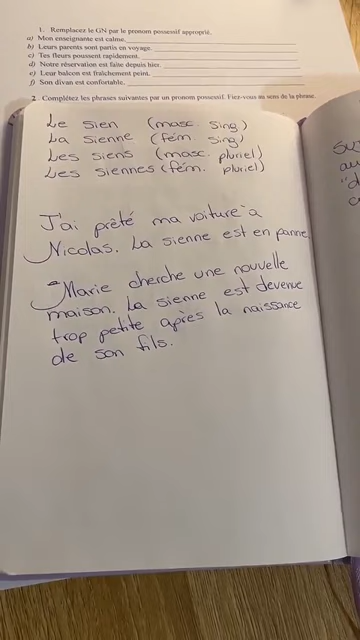 1. Remplacez le GN par le pronom possessif approprié.
a) Mon enseignante est calme.
b) Leurs parents sont partis en voyage.
c) Tes fleurs poussent rapidement.
d) Notre réservation est faite depuis hier.
e) Leur balcon est fraîchement peint.
f) Son divan est confortable.
2. Complétez les phrases suivantes par un pronom possessif. Fiez-vous au sens de la phrase.
Le sien (masc. sing.)
La sienne (fém. sing)
Les siens (masc. pluriel)
Les siennes (fém. pluriel)
J'ai prêté ma voiture à
Nicolas. La sienne est en panne
Marie cherche une nouvelle
maison. La sienne est devenue
trop petite après la naissance
de son fils.